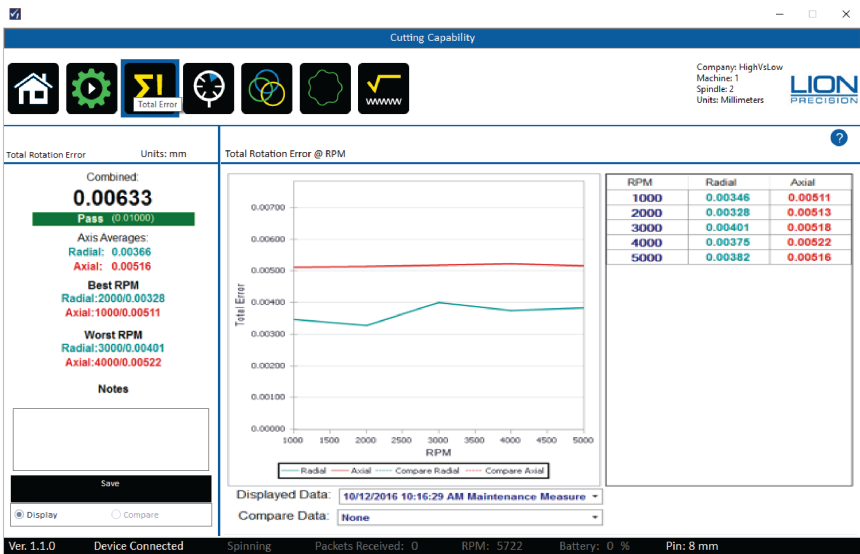 Cutting Capability
Σ!
Total Error
√
wwww
Company: HighVsLow
Machine: 1
Spindle: 2
Units: Millimeters
LION
PRECISION
?
Total Rotation Error Units: mm
Combined:
0.00633
Pass (0.01000)
Axis Averages:
Radial: 0.00366
Axial: 0.00516
Best RPM
Radial:2000/0.00328
Axial:1000/0.00511
Worst RPM
Radial:3000/0.00401
Axial:4000/0.00522
Notes
Save
Display Compare
Total Rotation Error @ RPM
Total Error
0.00700
0.00600
0.00500
0.00400
0.00300
0.00200
0.00100
0.00000
1000 1500 2000 2500 3000 3500 4000 4500 5000
RPM
Radial Axial Compare Radial Compare Axial
Displayed Data: 10/12/2016 10:16:29 AM Maintenance Measure
Compare Data: None
RPM Radial Axial
1000 0.00346 0.00511
2000 0.00328 0.00513
3000 0.00401 0.00518
4000 0.00375 0.00522
5000 0.00382 0.00516
Ver. 1.1.0 Device Connected Spinning Packets Received: 0 RPM: 5722 Battery: 0 % Pin: 8 mm